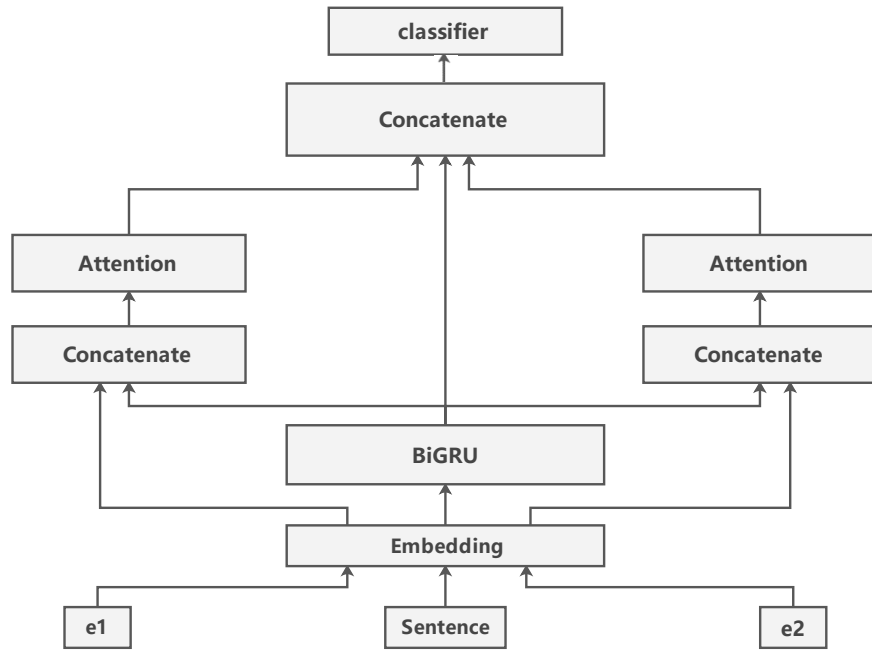 classifier
Concatenate
Attention
Attention
Concatenate
Concatenate
BiGRU
Embedding
e1
Sentence
e2